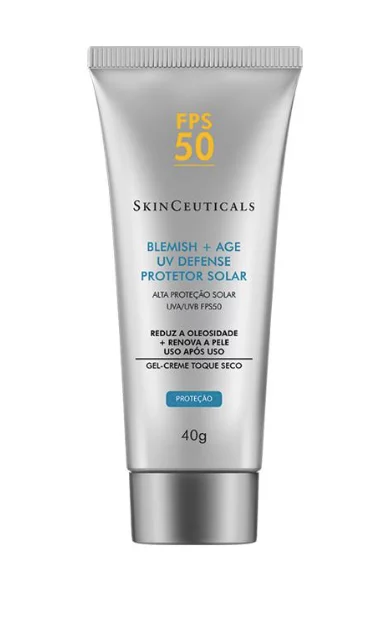 FPS
50
SKINCEUTICALS
BLEMISH + AGE
UV DEFENSE
PROTETOR SOLAR
ALTA PROTEÇÃO SOLAR
UVA/UVB FPS50
REDUZ A OLEOSIDADE
+ RENOVA A PELE
USO APÓS USO
GEL-CREME TOQUE SECO
PROTEÇÃO
40g